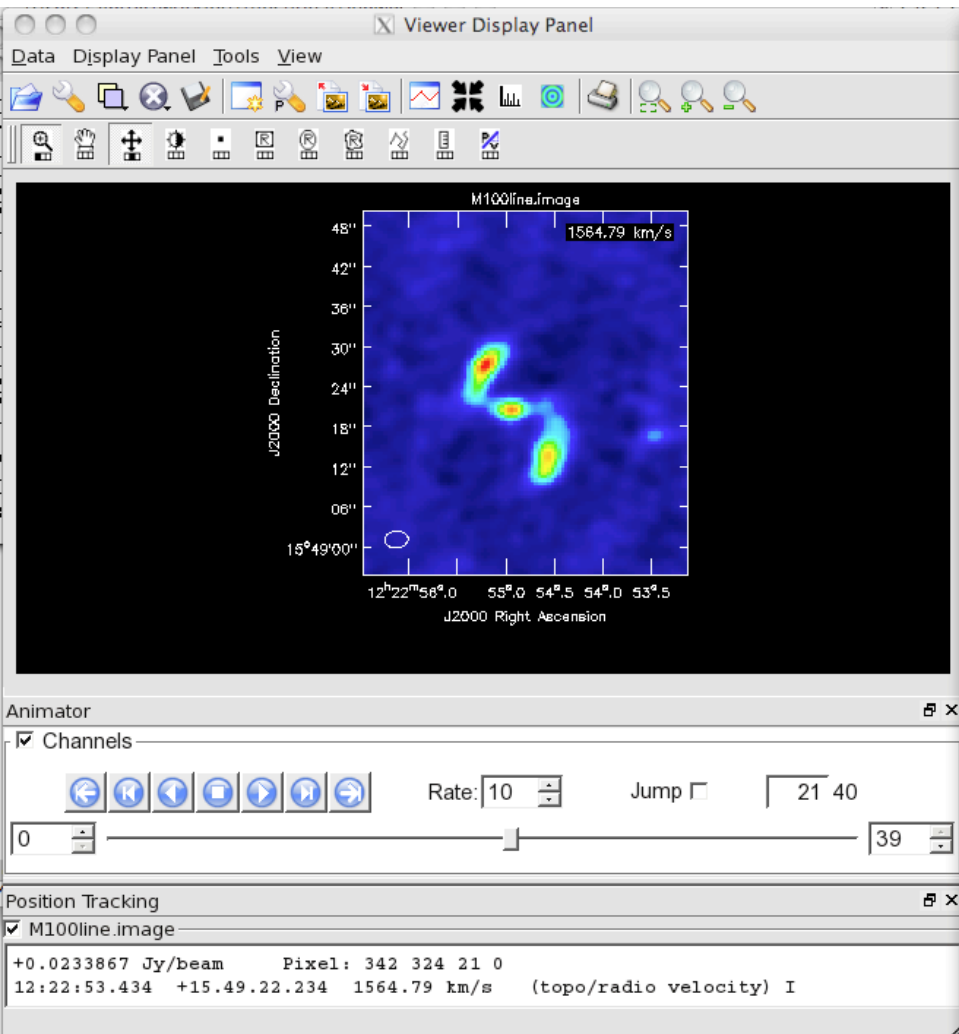 Viewer Display Panel
Data Display Panel Tools View
M100line.image
1564.79 km/s
48"
42"
36"
30"
24"
18"
12"
06"
15°49'00"
J2000 Declination
12ʰ22ᵐ56ˢ.0 55ˢ.0 54ˢ.5 54ˢ.0 53ˢ.5
J2000 Right Ascension
Animator
Channels
Rate: 10 Jump 21 40
0 39
Position Tracking
M100line.image
+0.0233867 Jy/beam Pixel: 342 324 21 0
12:22:53.434 +15.49.22.234 1564.79 km/s (topo/radio velocity) I